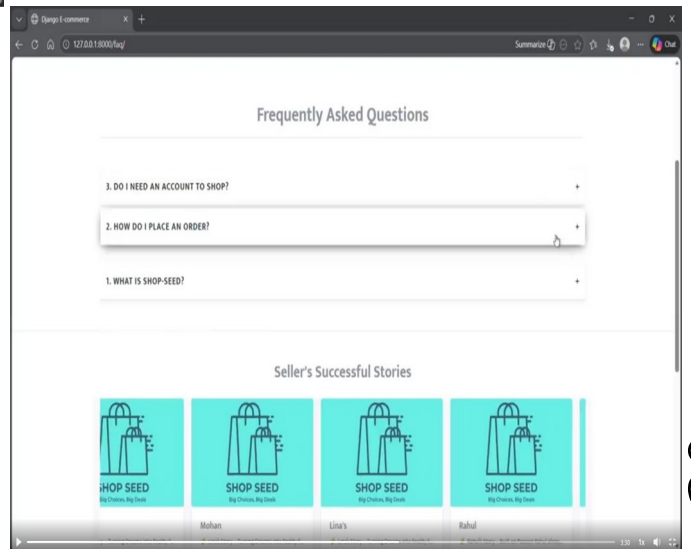 Django E-commerce
127.0.0.1:8000/faq/
Summarize
Chat
Frequently Asked Questions
3. DO I NEED AN ACCOUNT TO SHOP? +
2. HOW DO I PLACE AN ORDER? +
1. WHAT IS SHOP-SEED? +
Seller's Successful Stories
SHOP SEED
Big Choices, Big Deals
SHOP SEED
Big Choices, Big Deals
SHOP SEED
Big Choices, Big Deals
SHOP SEED
Big Choices, Big Deals
Mohan
Lina's
Rahul
3:30 1x